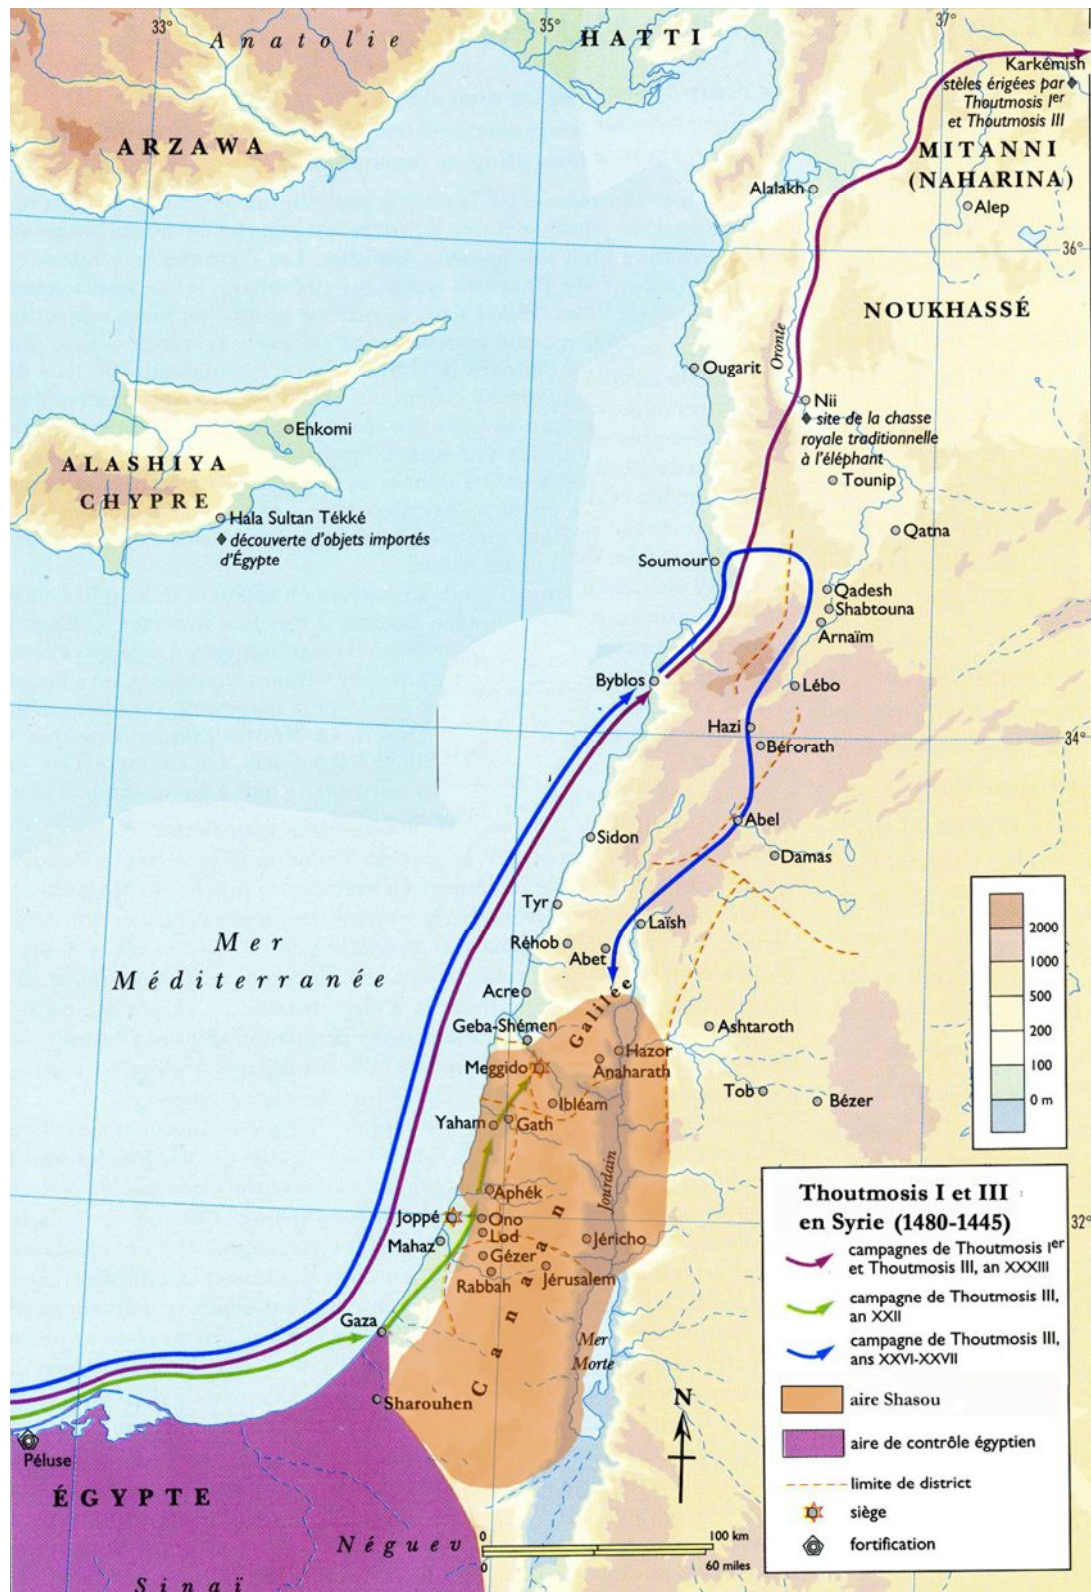 33°
35°
37°
Anatolie
HATTI
ARZAWA
Karkémish
stèles érigées par
Thoutmosis Iᵉʳ
et Thoutmosis III
MITANNI
(NAHARINA)
Alalakh
Alep
36°
NOUKHASSÉ
Oronte
Ougarit
Nii
site de la chasse
royale traditionnelle
à l'éléphant
Enkomi
ALASHIYA
CHYPRE
Tounip
Hala Sultan Tékké
découverte d'objets importés
d'Égypte
Qatna
Soumour
Qadesh
Shabtouna
Arnaïm
Byblos
Lébo
Hazi
Bérorath
34°
Abel
Sidon
Damas
Tyr
Laïsh
Réhob
Abet
Mer
Méditerranée
Acre
Galilée
Geba-Shémen
Ashtaroth
Hazor
Anaharath
Meggido
Ibléam
Tob
Bézer
Yaham
Gath
Jourdain
Aphék
Joppé
Ono
Lod
Mahaz
Jéricho
32°
Gézer
Rabbah
Jérusalem
Canaan
Gaza
Mer
Morte
Sharouhen
N
Péluse
ÉGYPTE
Néguev
Sinaï
0
100 km
60 miles
2000
1000
500
200
100
0 m
Thoutmosis I et III
en Syrie (1480-1445)
campagnes de Thoutmosis Iᵉʳ
et Thoutmosis III, an XXXIII
campagne de Thoutmosis III,
an XXII
campagne de Thoutmosis III,
ans XXVI-XXVII
aire Shasou
aire de contrôle égyptien
limite de district
siège
fortification